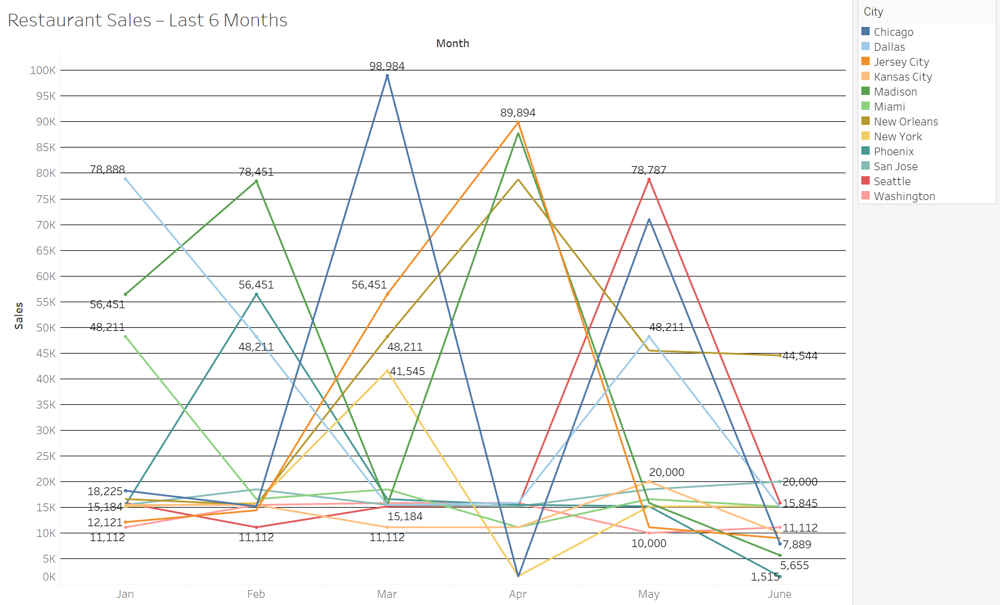 Restaurant Sales – Last 6 Months
Month
Sales
100K
95K
90K
85K
80K
75K
70K
65K
60K
55K
50K
45K
40K
35K
30K
25K
20K
15K
10K
5K
0K
98,984
89,894
78,888
78,451
78,787
56,451
56,451
56,451
48,211
48,211
48,211
48,211
44,544
41,545
20,000
20,000
18,225
15,184
15,845
15,184
12,121
11,112
11,112
11,112
11,112
10,000
7,889
5,655
1,515
Jan
Feb
Mar
Apr
May
June
City
Chicago
Dallas
Jersey City
Kansas City
Madison
Miami
New Orleans
New York
Phoenix
San Jose
Seattle
Washington